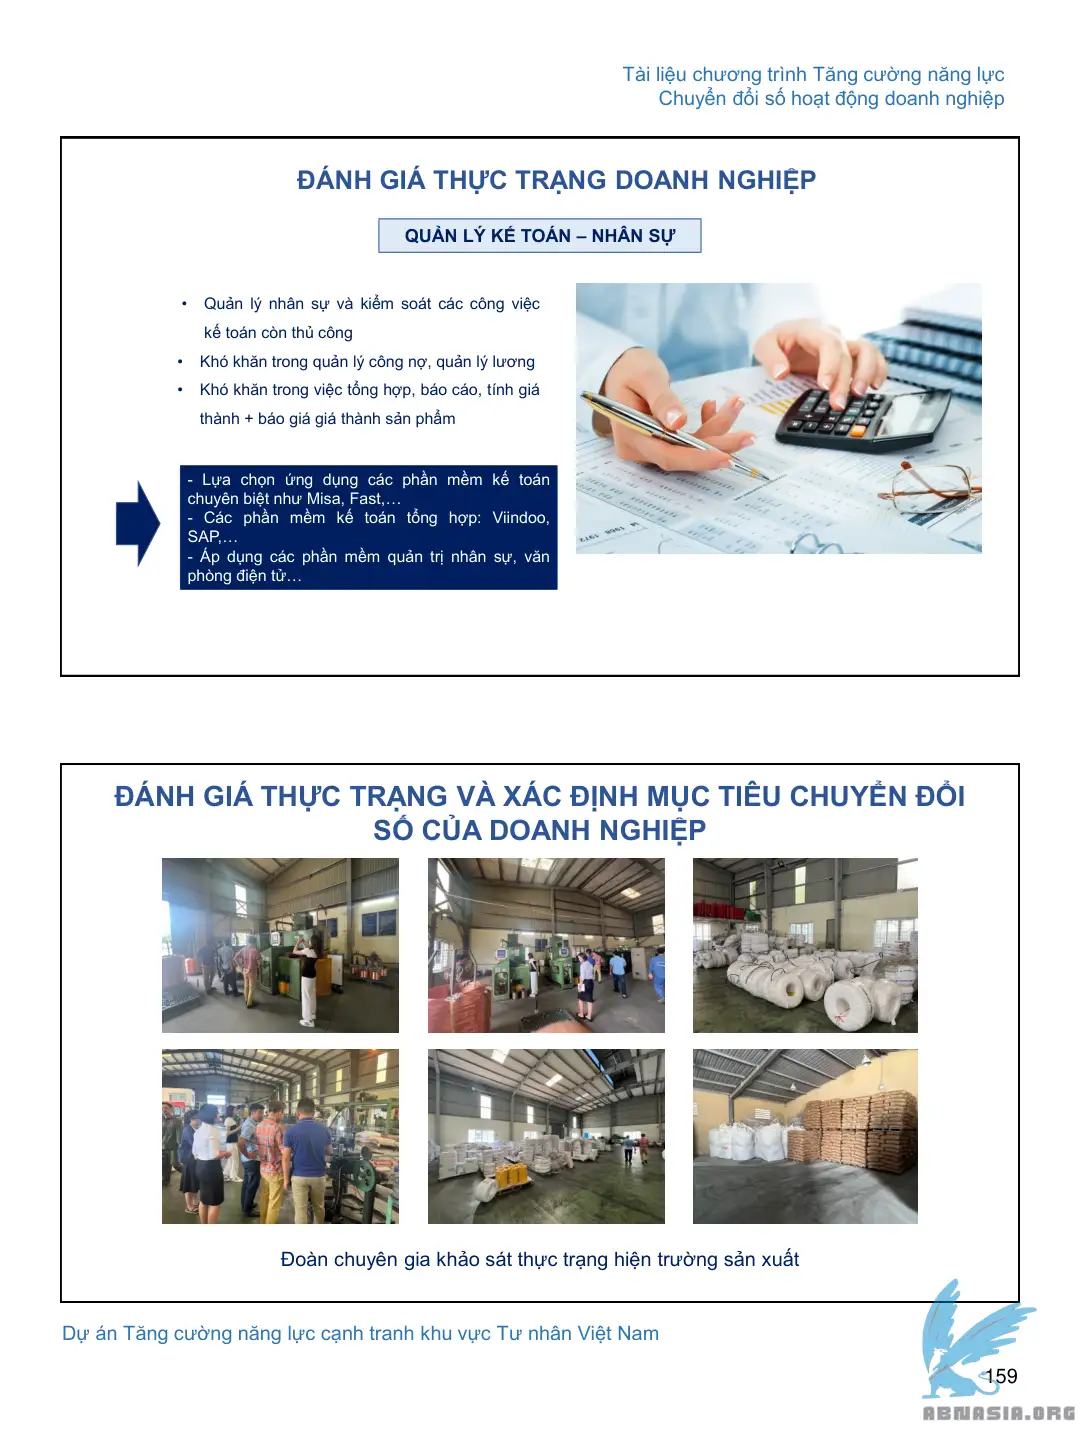 Tài liệu chương trình Tăng cường năng lực
Chuyển đổi số hoạt động doanh nghiệp
ĐÁNH GIÁ THỰC TRẠNG DOANH NGHIỆP
QUẢN LÝ KẾ TOÁN – NHÂN SỰ
• Quản lý nhân sự và kiểm soát các công việc
kế toán còn thủ công
• Khó khăn trong quản lý công nợ, quản lý lương
• Khó khăn trong việc tổng hợp, báo cáo, tính giá
thành + báo giá giá thành sản phẩm
- Lựa chọn ứng dụng các phần mềm kế toán
chuyên biệt như Misa, Fast,…
- Các phần mềm kế toán tổng hợp: Viindoo,
SAP,…
- Áp dụng các phần mềm quản trị nhân sự, văn
phòng điện tử…
ĐÁNH GIÁ THỰC TRẠNG VÀ XÁC ĐỊNH MỤC TIÊU CHUYỂN ĐỔI
SỐ CỦA DOANH NGHIỆP
Đoàn chuyên gia khảo sát thực trạng hiện trường sản xuất
Dự án Tăng cường năng lực cạnh tranh khu vực Tư nhân Việt Nam
159
ABNASIA.ORG